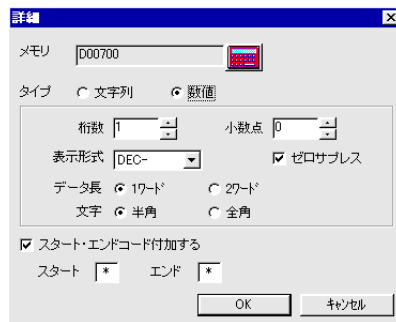 詳細
メモリ D00700
タイプ 文字列 数値
桁数 1 小数点 0
表示形式 DEC- ゼロサプレス
データ長 1ワード 2ワード
文字 半角 全角
スタート・エンドコード付加する
スタート * エンド *
OK キャンセル